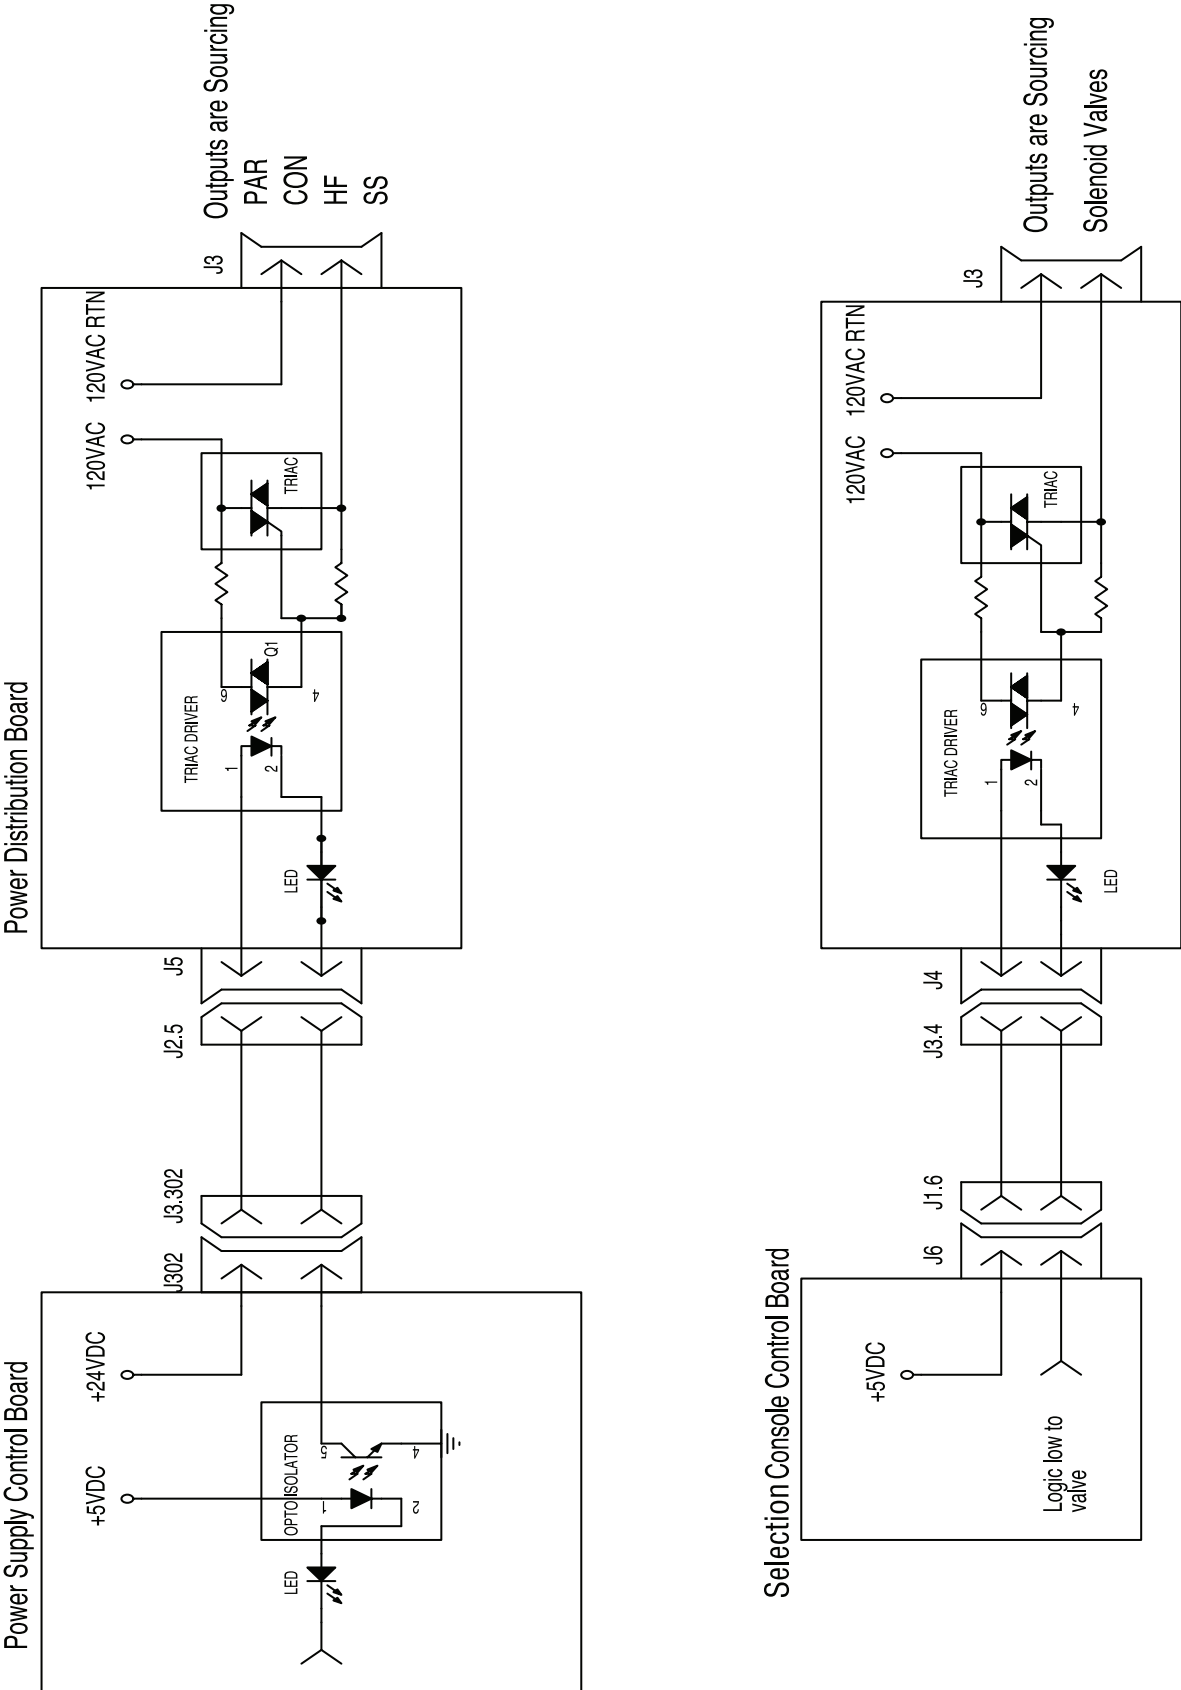 Power Supply Control Board
+5VDC
+24VDC
OPTOISOLATOR
LED
1
2
5
4
J302
J3.302
Power Distribution Board
J2.5
J5
LED
TRIAC DRIVER
1
2
6
4
Q1
TRIAC
120VAC
120VAC RTN
J3
Outputs are Sourcing
PAR
CON
HF
SS
Selection Console Control Board
+5VDC
Logic low to
valve
J6
J1.6
J3.4
J4
LED
TRIAC DRIVER
1
2
6
4
TRIAC
120VAC
120VAC RTN
J3
Outputs are Sourcing
Solenoid Valves